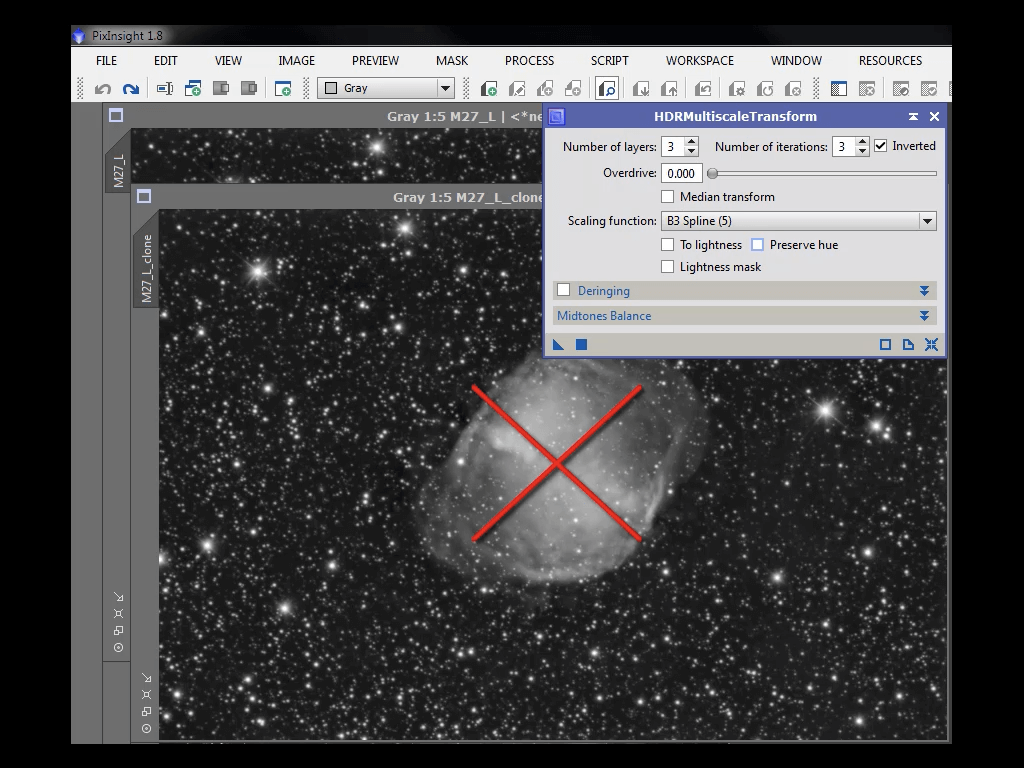 PixInsight 1.8
FILE EDIT VIEW IMAGE PREVIEW MASK PROCESS SCRIPT WORKSPACE WINDOW RESOURCES
Gray
Gray 1:5 M27_L | <*ne
HDRMultiscaleTransform
M27_L
Number of layers: 3 Number of iterations: 3 Inverted
Overdrive: 0.000
Median transform
Gray 1:5 M27_L_clone
Scaling function: B3 Spline (5)
M27_L_clone
To lightness Preserve hue
Lightness mask
Deringing
Midtones Balance